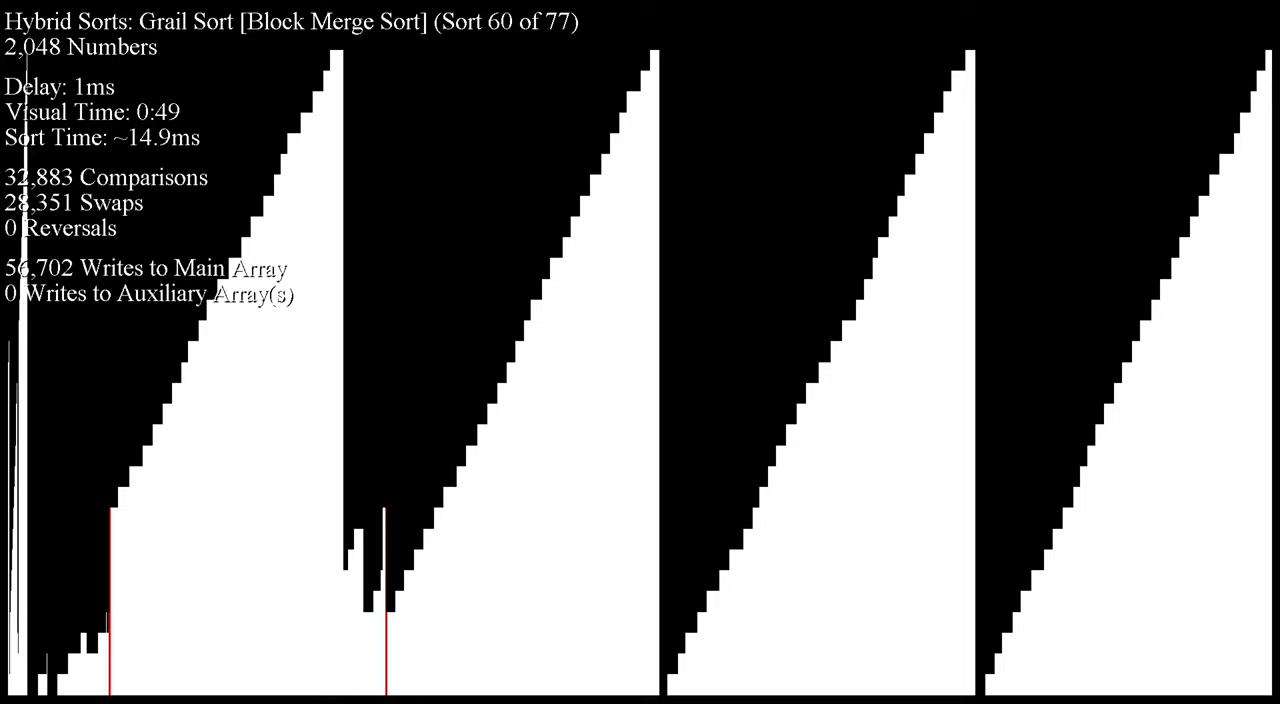 Hybrid Sorts: Grail Sort [Block Merge Sort] (Sort 60 of 77)
2,048 Numbers
Delay: 1ms
Visual Time: 0:49
Sort Time: ~14.9ms
32,883 Comparisons
28,351 Swaps
0 Reversals
56,702 Writes to Main Array
0 Writes to Auxiliary Array(s)